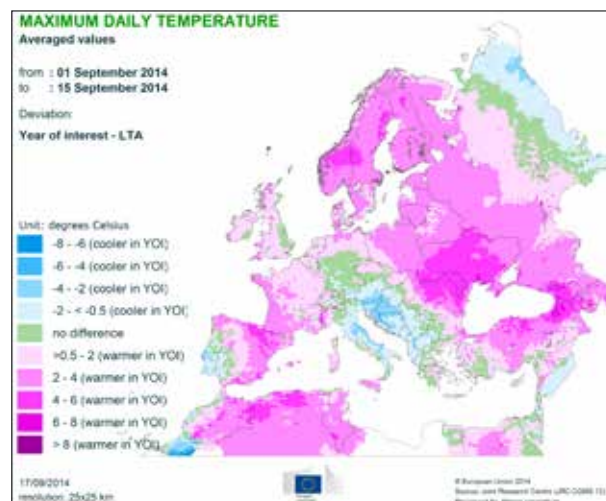 MAXIMUM DAILY TEMPERATURE
Averaged values
from : 01 September 2014
to : 15 September 2014
Deviation:
Year of interest - LTA
Unit: degrees Celsius
-8 - -6 (cooler in YOI)
-6 - -4 (cooler in YOI)
-4 - -2 (cooler in YOI)
-2 - < -0.5 (cooler in YOI)
no difference
>0.5 - 2 (warmer in YOI)
2 - 4 (warmer in YOI)
4 - 6 (warmer in YOI)
6 - 8 (warmer in YOI)
> 8 (warmer in YOI)
17/09/2014
resolution: 25x25 km
© European Union 2014
Source: Joint Research Centre